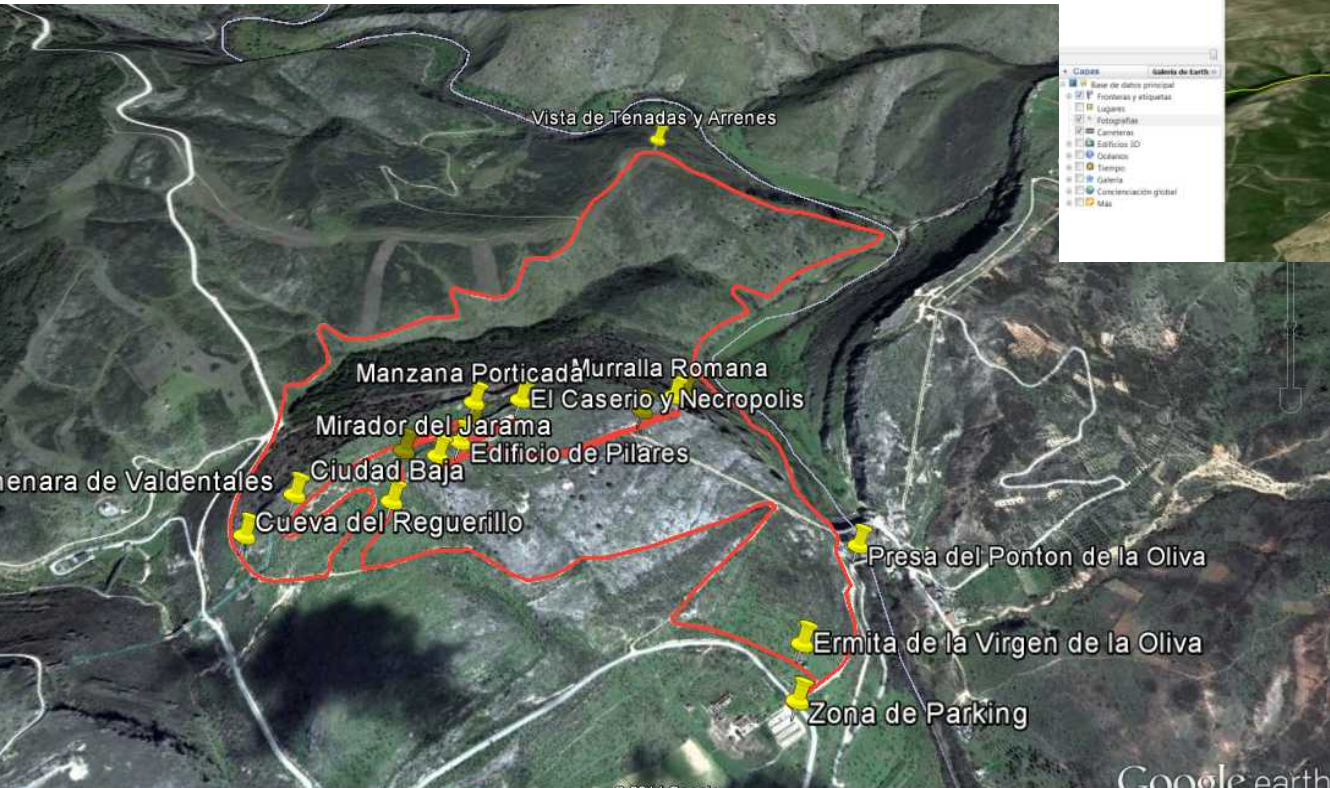 Vista de Tenadas y Arrenes
Capas
Galería de Earth
Base de datos principal
Fronteras y etiquetas
Lugares
Fotografías
Carreteras
Edificios 3D
Océanos
Tiempo
Galería
Concienciación global
Más
Manzana Porticada
Murralla Romana
El Caserio y Necropolis
Mirador del Jarama
Edificio de Pilares
Ciudad Baja
de Valdentales
Cueva del Reguerillo
Presa del Ponton de la Oliva
Ermita de la Virgen de la Oliva
Zona de Parking
Google earth